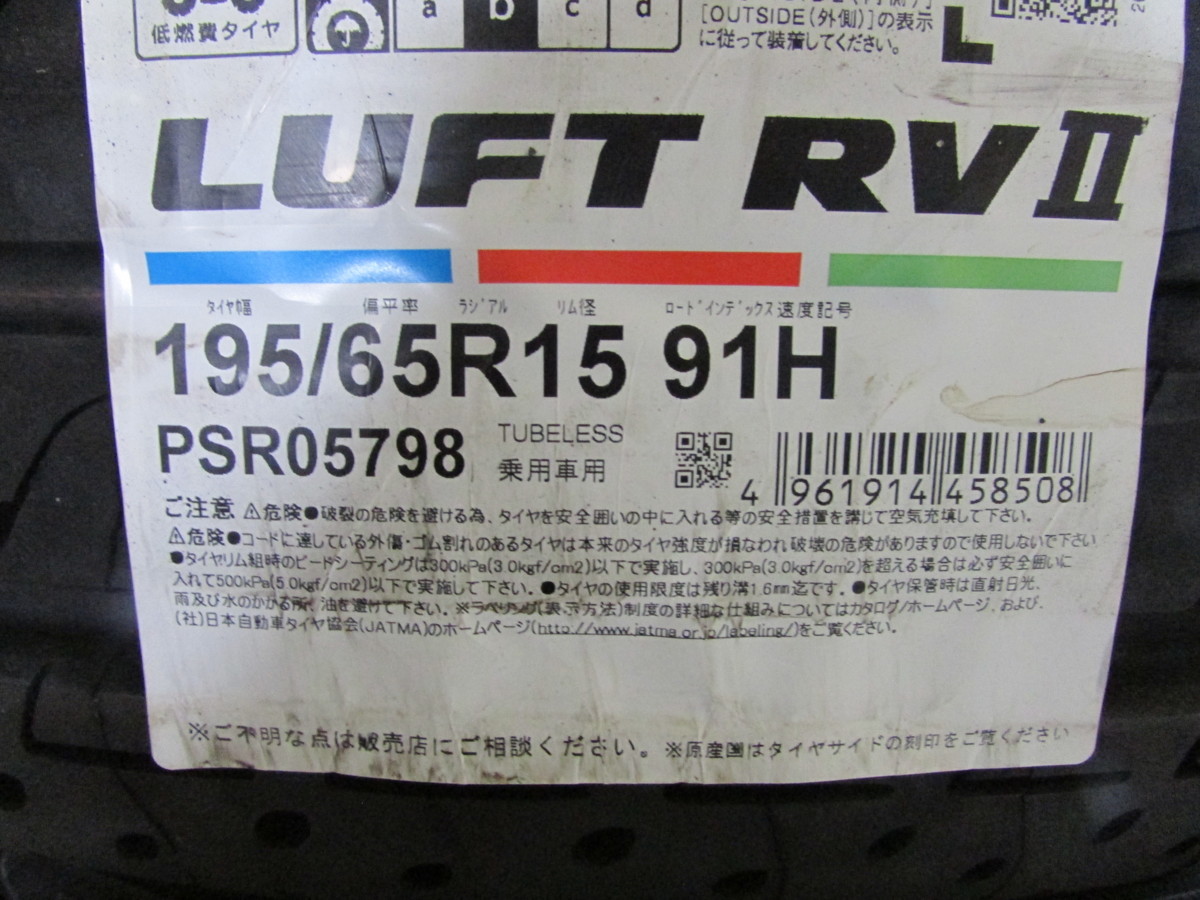 低燃費タイヤ
a b c d
[OUTSIDE(外側)]の表示
に従って装着してください。
L
LUFT RVⅡ
タイヤ幅 偏平率 ラジアル リム径 ロードインデックス 速度記号
195/65R15 91H
PSR05798
TUBELESS
乗用車用
4 961914 458508
ご注意 ⚠危険●破裂の危険を避ける為、タイヤを安全囲いの中に入れる等の安全措置を講じて空気充填して下さい。
⚠危険●コードに達している外傷・ゴム割れのあるタイヤは本来のタイヤ強度が損なわれ破壊の危険がありますので使用しないで下さい
●タイヤリム組時のビードシーティングは300kPa(3.0kgf/cm2)以下で実施し、300kPa(3.0kgf/cm2)を超える場合は必ず安全囲いに
入れて500kPa(5.0kgf/cm2)以下で実施して下さい。 ●タイヤの使用限度は残り溝1.6mm迄です。 ●タイヤ保管時は直射日光、
雨及び水のかかる所、油を避けて下さい。※ラベリング(表示方法)制度の詳細な仕組みについてはカタログ/ホームページ、および、
(社)日本自動車タイヤ協会(JATMA)のホームページ(http://www.jatma.or.jp/labeling/)をご覧ください。
※ご不明な点は販売店にご相談ください。 ※原産国はタイヤサイドの刻印をご覧ください